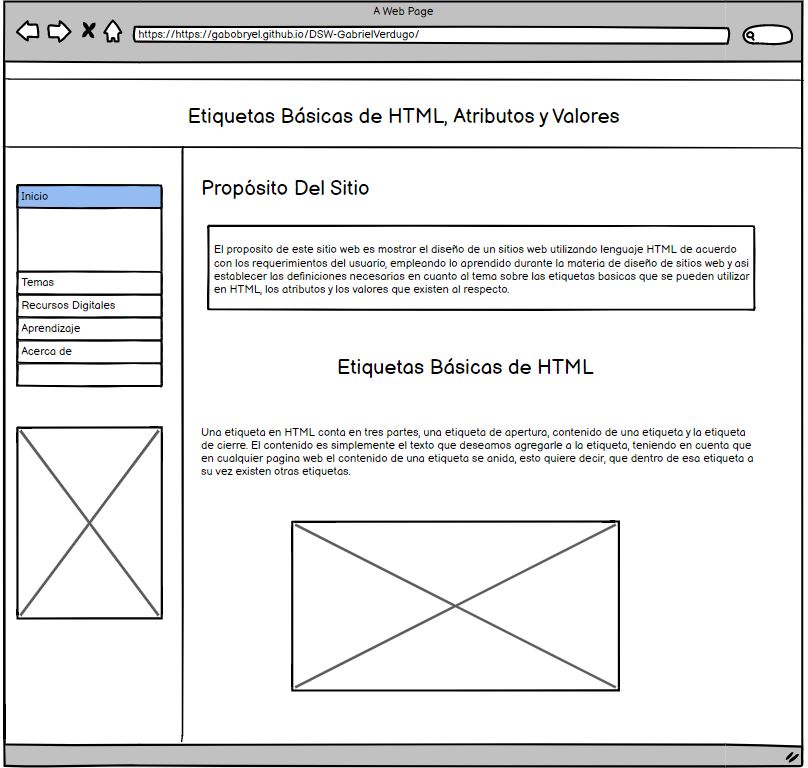 A Web Page
https://https://gabobryel.github.io/DSW-GabrielVerdugo/
Etiquetas Básicas de HTML, Atributos y Valores
Inicio
Temas
Recursos Digitales
Aprendizaje
Acerca de
Propósito Del Sitio
El proposito de este sitio web es mostrar el diseño de un sitios web utilizando lenguaje HTML de acuerdo
con los requerimientos del usuario, empleando lo aprendido durante la materia de diseño de sitios web y asi
establecer las definiciones necesarias en cuanto al tema sobre las etiquetas basicas que se pueden utilizar
en HTML, los atributos y los valores que existen al respecto.
Etiquetas Básicas de HTML
Una etiqueta en HTML conta en tres partes, una etiqueta de apertura, contenido de una etiqueta y la etiqueta
de cierre. El contenido es simplemente el texto que deseamos agregarle a la etiqueta, teniendo en cuenta que
en cualquier pagina web el contenido de una etiqueta se anida, esto quiere decir, que dentro de esa etiqueta a
su vez existen otras etiquetas.